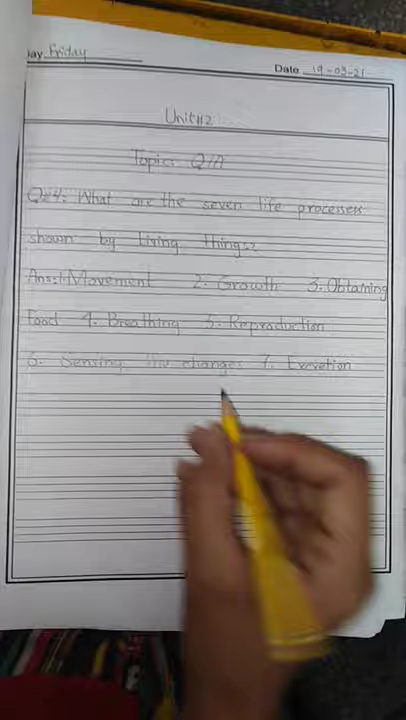 Day Friday
Date 19-03-21
Unit#2
Topic: Q/A
Q#4: What are the seven life processes
shown by living things?
Ans: 1. Movement 2. Growth 3. Obtaining
Food 4. Breathing 5. Reproduction
6. Sensing the changes 7. Excretion